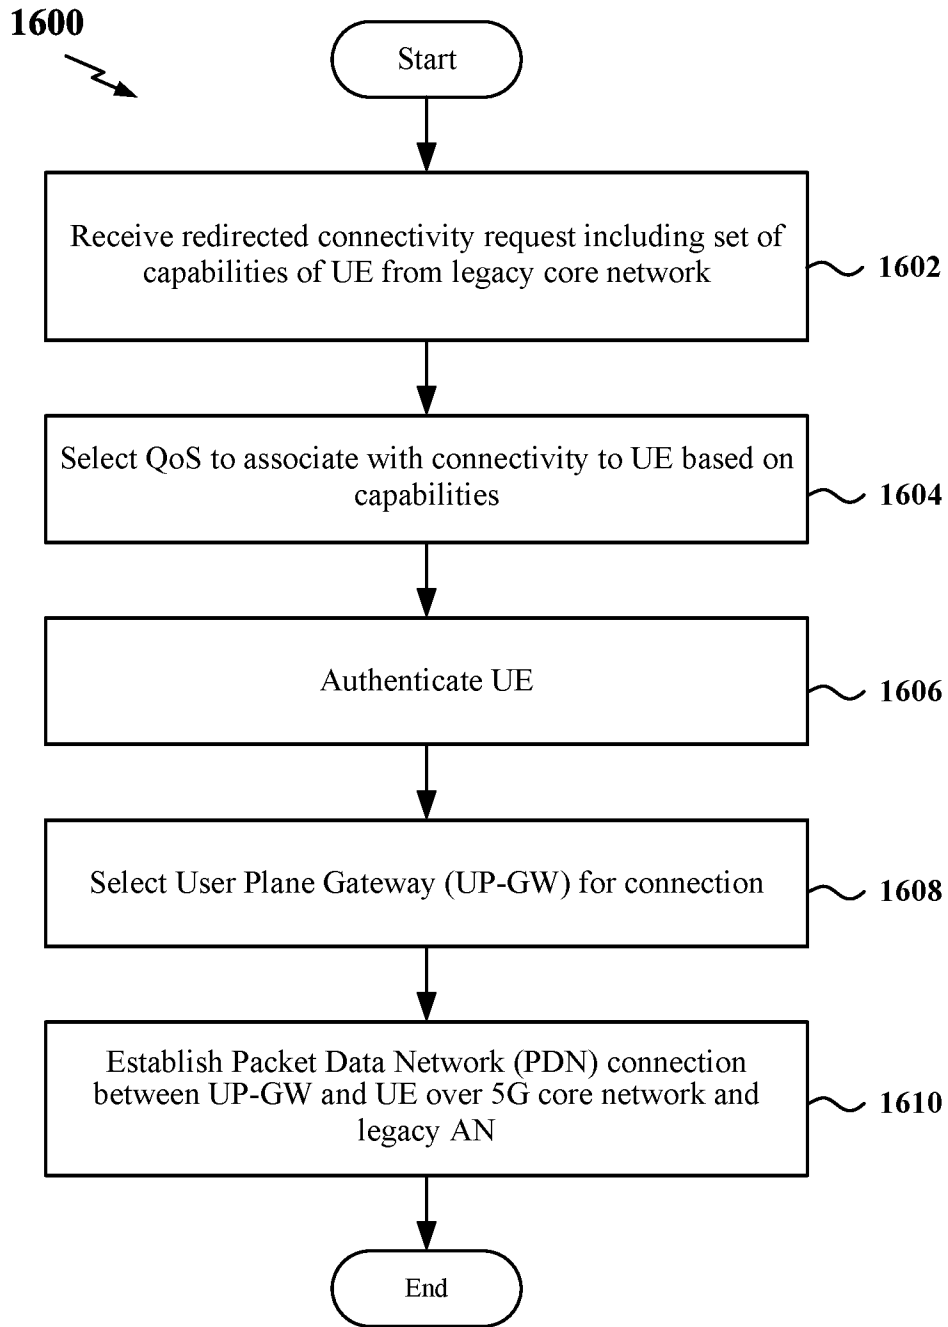 1600
Start
Receive redirected connectivity request including set of
capabilities of UE from legacy core network
1602
Select QoS to associate with connectivity to UE based on
capabilities
1604
Authenticate UE
1606
Select User Plane Gateway (UP-GW) for connection
1608
Establish Packet Data Network (PDN) connection
between UP-GW and UE over 5G core network and
legacy AN
1610
End